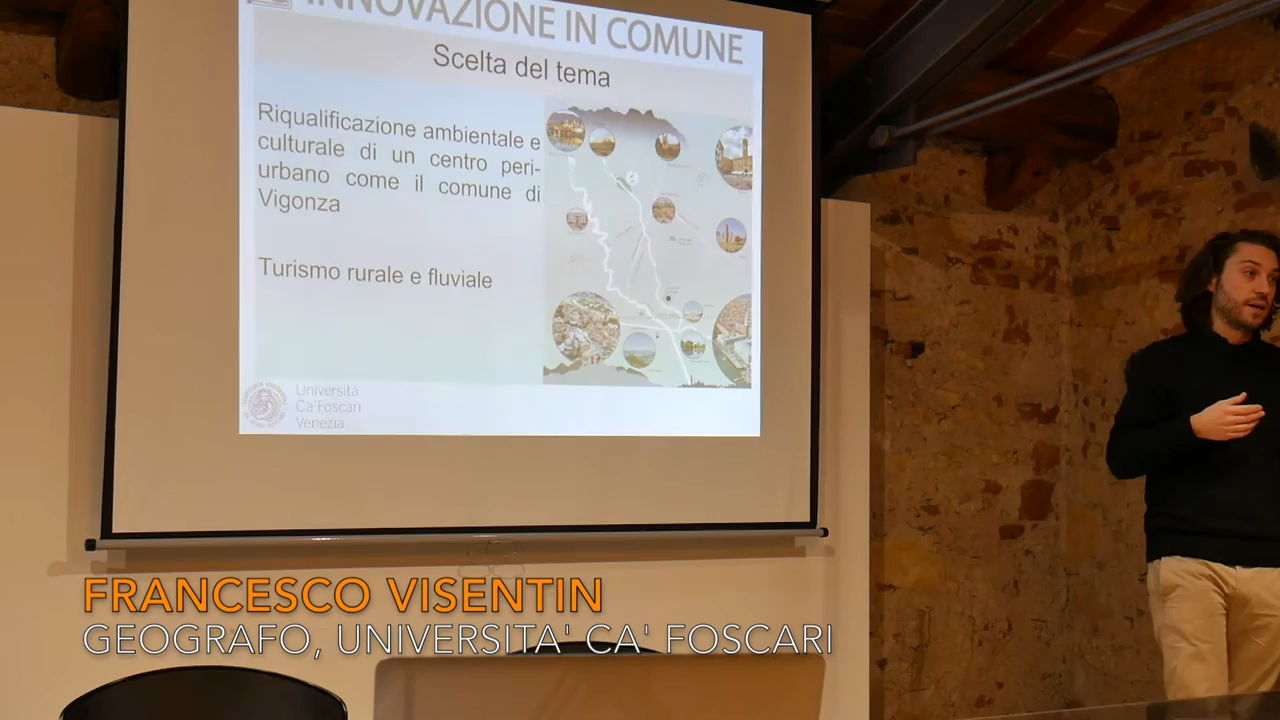 INNOVAZIONE IN COMUNE
Scelta del tema
Riqualificazione ambientale e
culturale di un centro peri-
urbano come il comune di
Vigonza
Turismo rurale e fluviale
Università
Ca'Foscari
Venezia
FRANCESCO VISENTIN
GEOGRAFO, UNIVERSITA' CA' FOSCARI